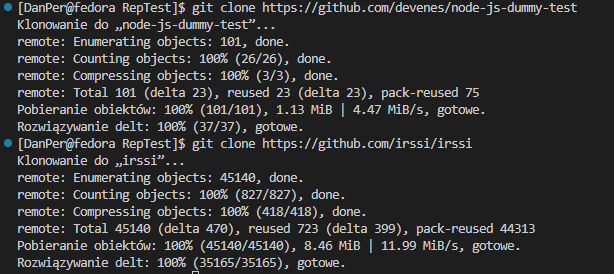 [DanPer@fedora RepTest]$ git clone https://github.com/devenes/node-js-dummy-test
Klonowanie do „node-js-dummy-test”...
remote: Enumerating objects: 101, done.
remote: Counting objects: 100% (26/26), done.
remote: Compressing objects: 100% (3/3), done.
remote: Total 101 (delta 23), reused 23 (delta 23), pack-reused 75
Pobieranie obiektów: 100% (101/101), 1.13 MiB | 4.47 MiB/s, gotowe.
Rozwiązywanie delt: 100% (37/37), gotowe.
[DanPer@fedora RepTest]$ git clone https://github.com/irssi/irssi
Klonowanie do „irssi”...
remote: Enumerating objects: 45140, done.
remote: Counting objects: 100% (827/827), done.
remote: Compressing objects: 100% (418/418), done.
remote: Total 45140 (delta 470), reused 723 (delta 399), pack-reused 44313
Pobieranie obiektów: 100% (45140/45140), 8.46 MiB | 11.99 MiB/s, gotowe.
Rozwiązywanie delt: 100% (35165/35165), gotowe.